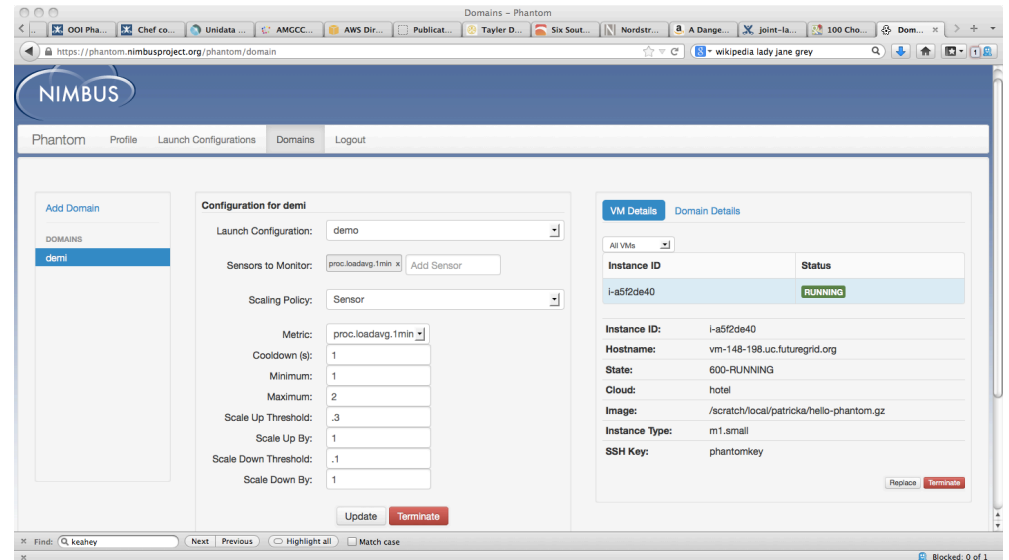 Domains – Phantom
OOI Pha... Chef co... Unidata ... AMGCC... AWS Dir... Publicat... Tayler D... Six Sout... Nordstr... A Dange... joint-la... 100 Cho... Dom...
https://phantom.nimbusproject.org/phantom/domain wikipedia lady jane grey
NIMBUS
Phantom Profile Launch Configurations Domains Logout
Add Domain
DOMAINS
demi
Configuration for demi
Launch Configuration: demo
Sensors to Monitor: proc.loadavg.1min x Add Sensor
Scaling Policy: Sensor
Metric: proc.loadavg.1min
Cooldown (s): 1
Minimum: 1
Maximum: 2
Scale Up Threshold: .3
Scale Up By: 1
Scale Down Threshold: .1
Scale Down By: 1
Update Terminate
VM Details Domain Details
All VMs
Instance ID Status
i-a5f2de40 RUNNING
Instance ID: i-a5f2de40
Hostname: vm-148-198.uc.futuregrid.org
State: 600-RUNNING
Cloud: hotel
Image: /scratch/local/patricka/hello-phantom.gz
Instance Type: m1.small
SSH Key: phantomkey
Replace Terminate
Find: keahey Next Previous Highlight all Match case
Blocked: 0 of 1